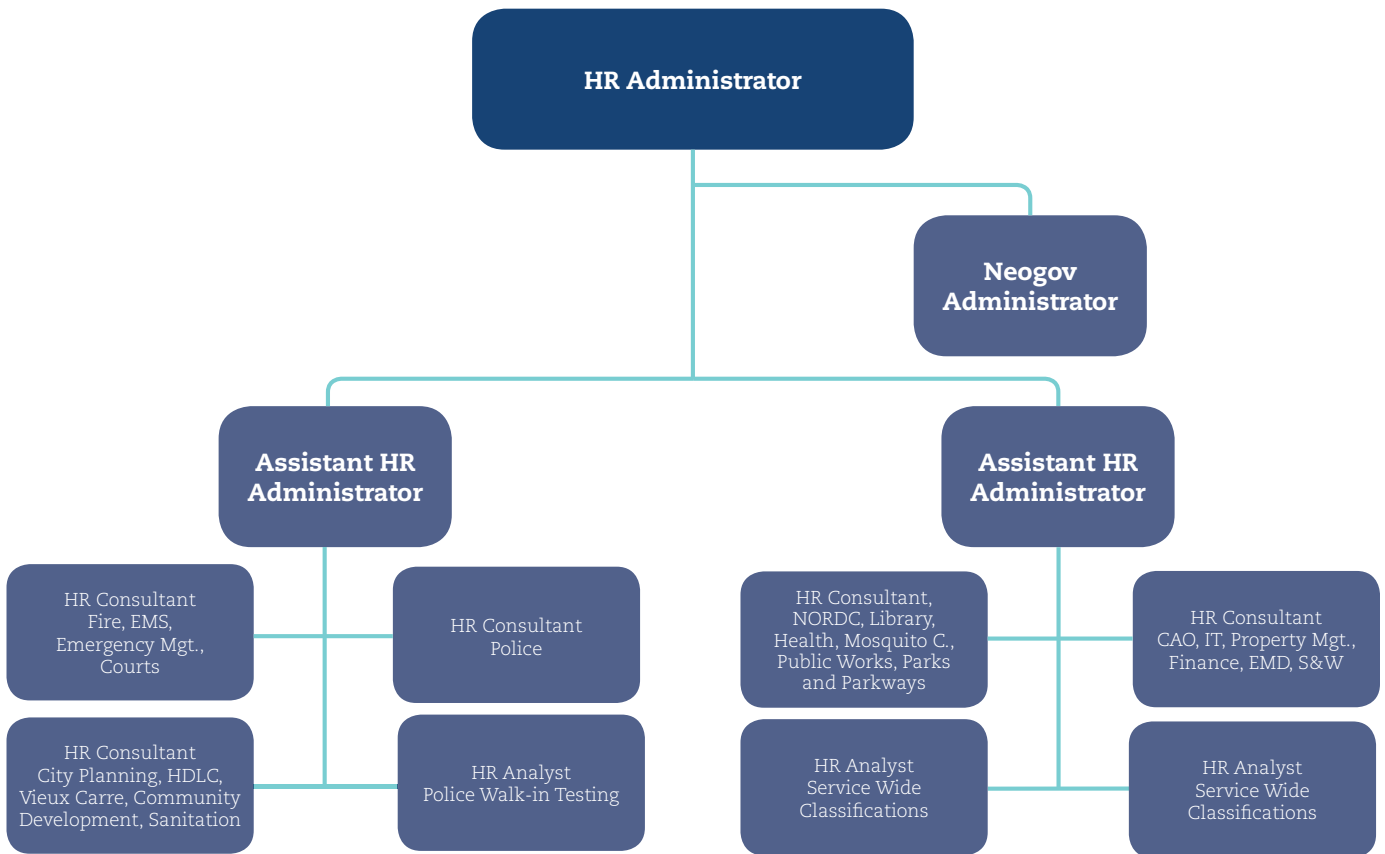 HR Administrator
Neogov
Administrator
Assistant HR
Administrator
Assistant HR
Administrator
HR Consultant
Fire, EMS,
Emergency Mgt.,
Courts
HR Consultant
Police
HR Consultant,
NORDC, Library,
Health, Mosquito C.,
Public Works, Parks
and Parkways
HR Consultant
CAO, IT, Property Mgt.,
Finance, EMD, S&W
HR Consultant
City Planning, HDLC,
Vieux Carre, Community
Development, Sanitation
HR Analyst
Police Walk-in Testing
HR Analyst
Service Wide
Classifications
HR Analyst
Service Wide
Classifications